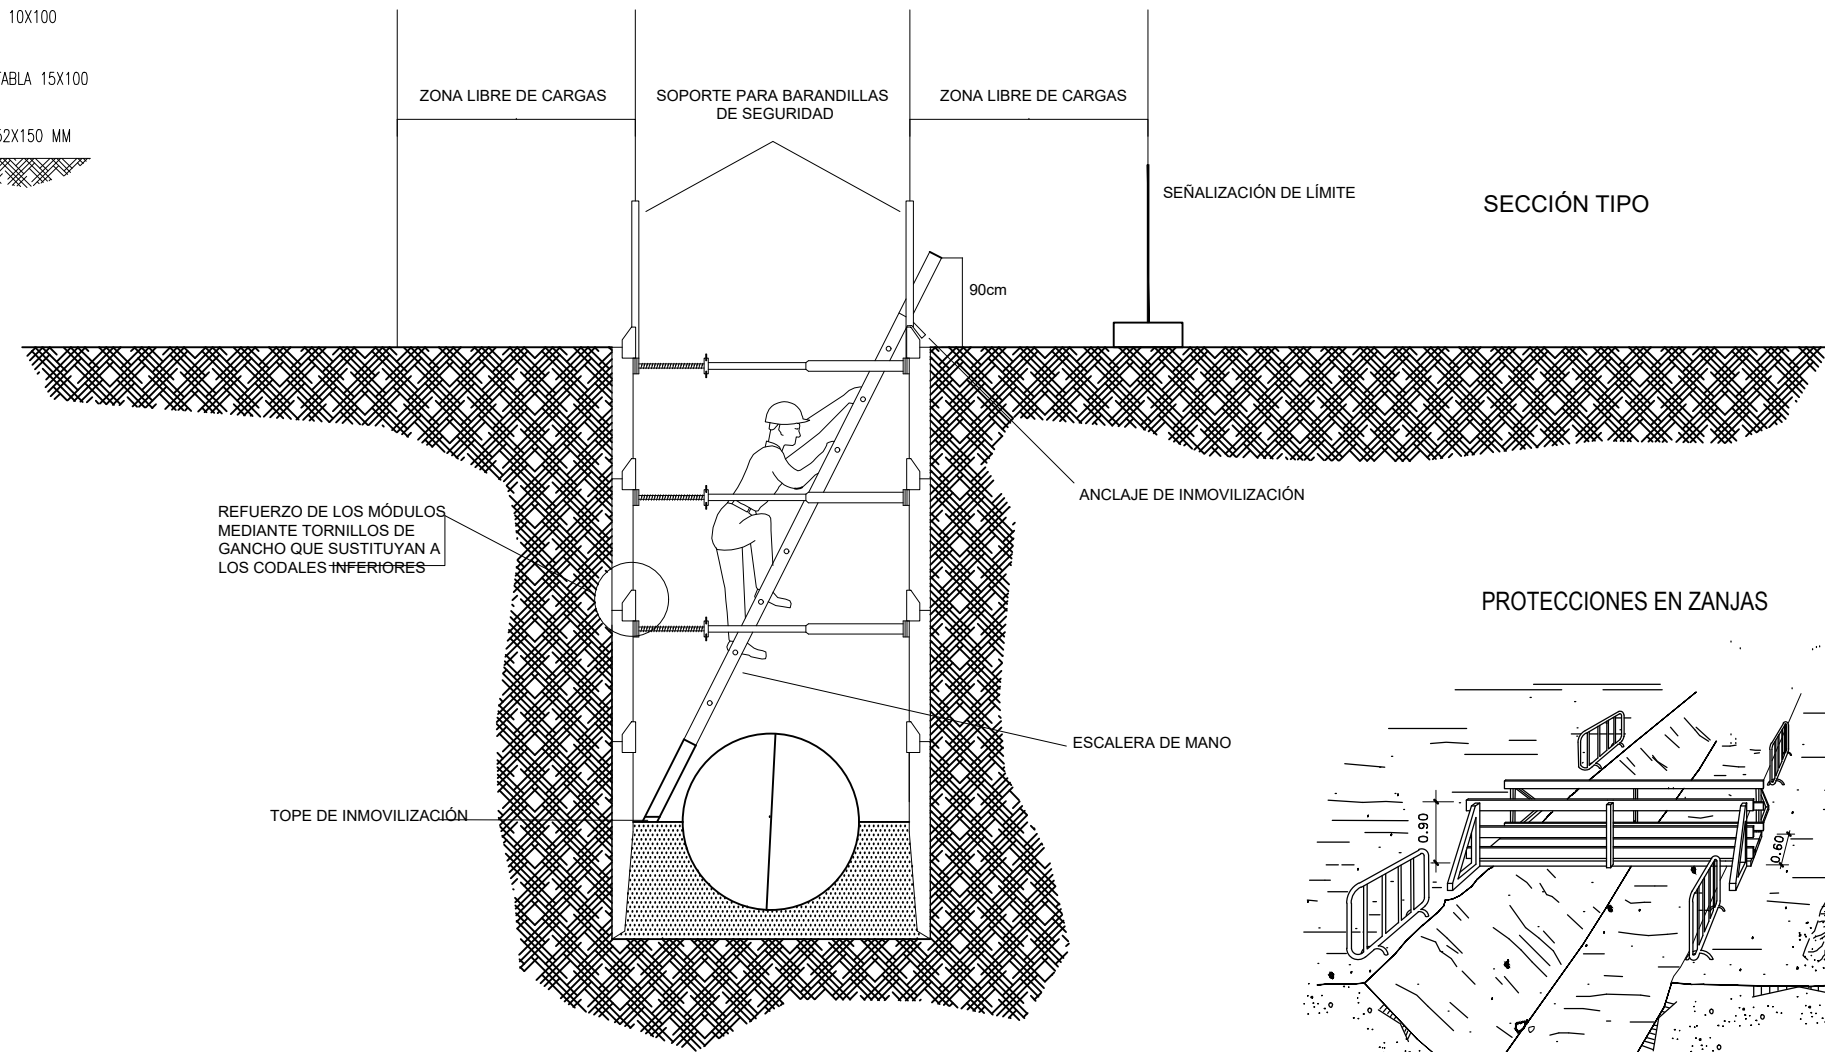 10X100
TABLA 15X100
62X150 MM
ZONA LIBRE DE CARGAS
SOPORTE PARA BARANDILLAS
DE SEGURIDAD
ZONA LIBRE DE CARGAS
SEÑALIZACIÓN DE LÍMITE
SECCIÓN TIPO
90cm
ANCLAJE DE INMOVILIZACIÓN
REFUERZO DE LOS MÓDULOS
MEDIANTE TORNILLOS DE
GANCHO QUE SUSTITUYAN A
LOS CODALES INFERIORES
PROTECCIONES EN ZANJAS
ESCALERA DE MANO
TOPE DE INMOVILIZACIÓN
0.90
0.60